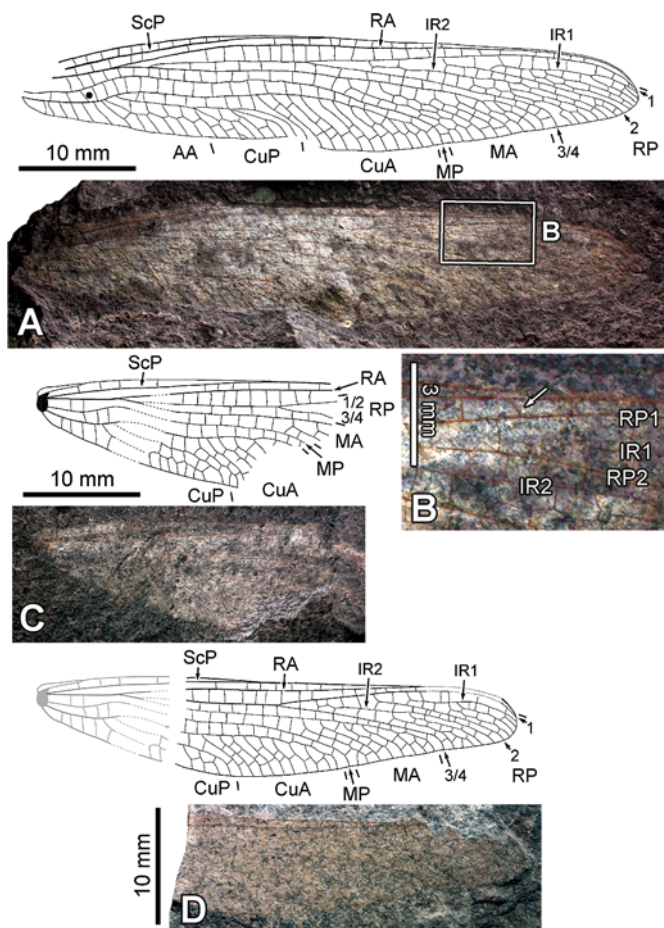 ScP RA IR2 IR1
1
2
10 mm AA CuP CuA MP MA 3/4 RP
B
A
ScP
RA
1/2 RP
3/4
MA
MP
10 mm CuP CuA
3 mm
RP1
IR1
RP2
IR2
B
C
ScP RA IR2 IR1
1
2
CuP CuA MP MA 3/4 RP
10 mm
D